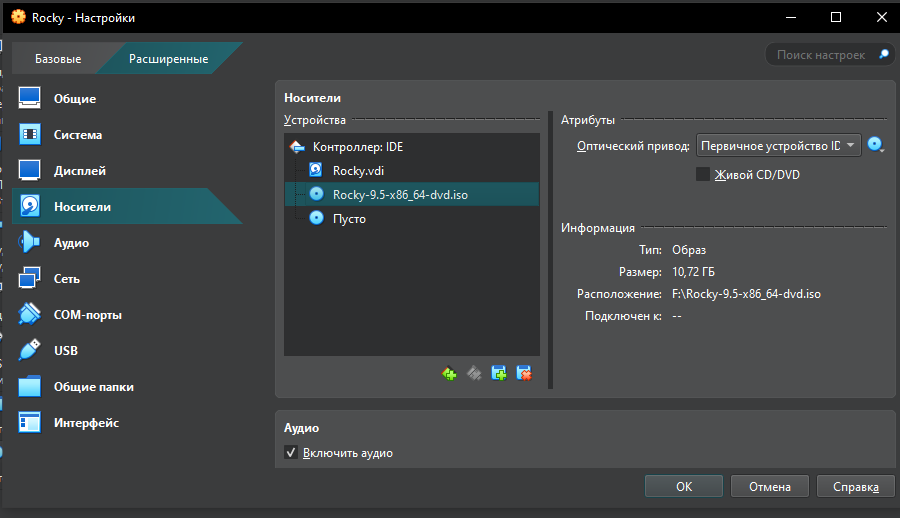 Rocky - Настройки
Базовые
Расширенные
Поиск настроек
Общие
Система
Дисплей
Носители
Аудио
Сеть
COM-порты
USB
Общие папки
Интерфейс
Носители
Устройства
Контроллер: IDE
Rocky.vdi
Rocky-9.5-x86_64-dvd.iso
Пусто
Атрибуты
Оптический привод: Первичное устройство ID
Живой CD/DVD
Информация
Тип: Образ
Размер: 10,72 ГБ
Расположение: F:\Rocky-9.5-x86_64-dvd.iso
Подключен к: --
Аудио
Включить аудио
OK Отмена Справка